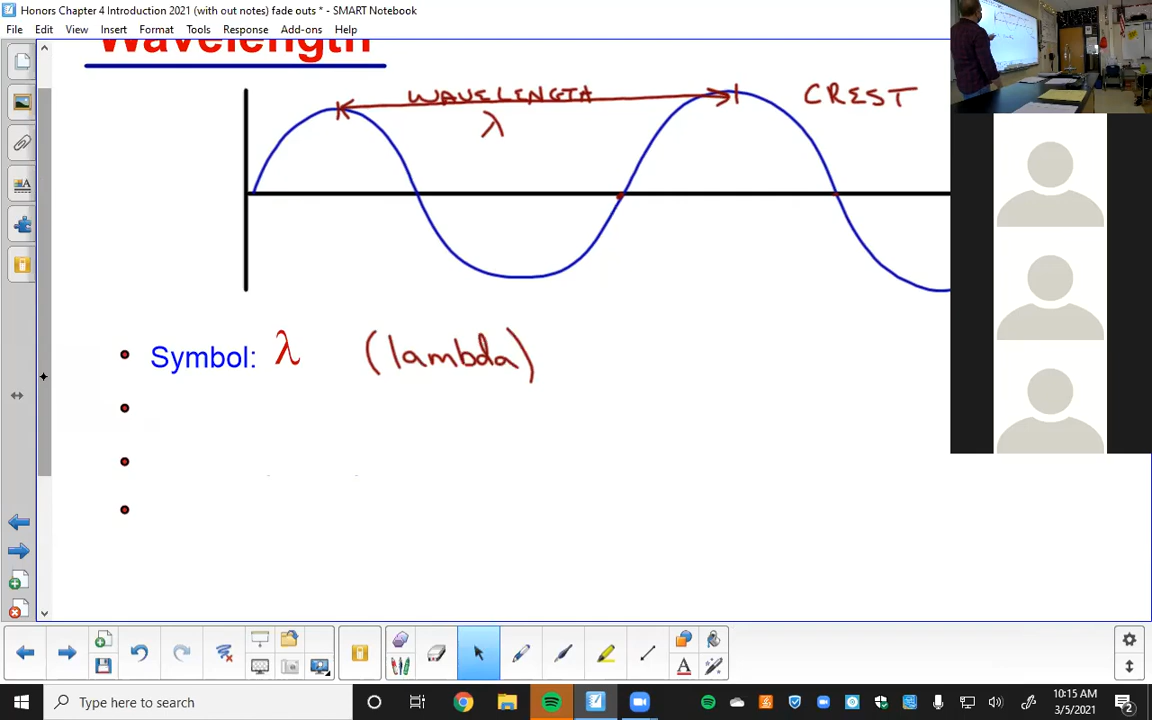 Honors Chapter 4 Introduction 2021 (with out notes) fade outs * - SMART Notebook
File Edit View Insert Format Tools Response Add-ons Help
Wavelength
WAVELENGTH CREST
λ
• Symbol: λ (lambda)
•
•
•
A
Type here to search
10:15 AM
3/5/2021
2